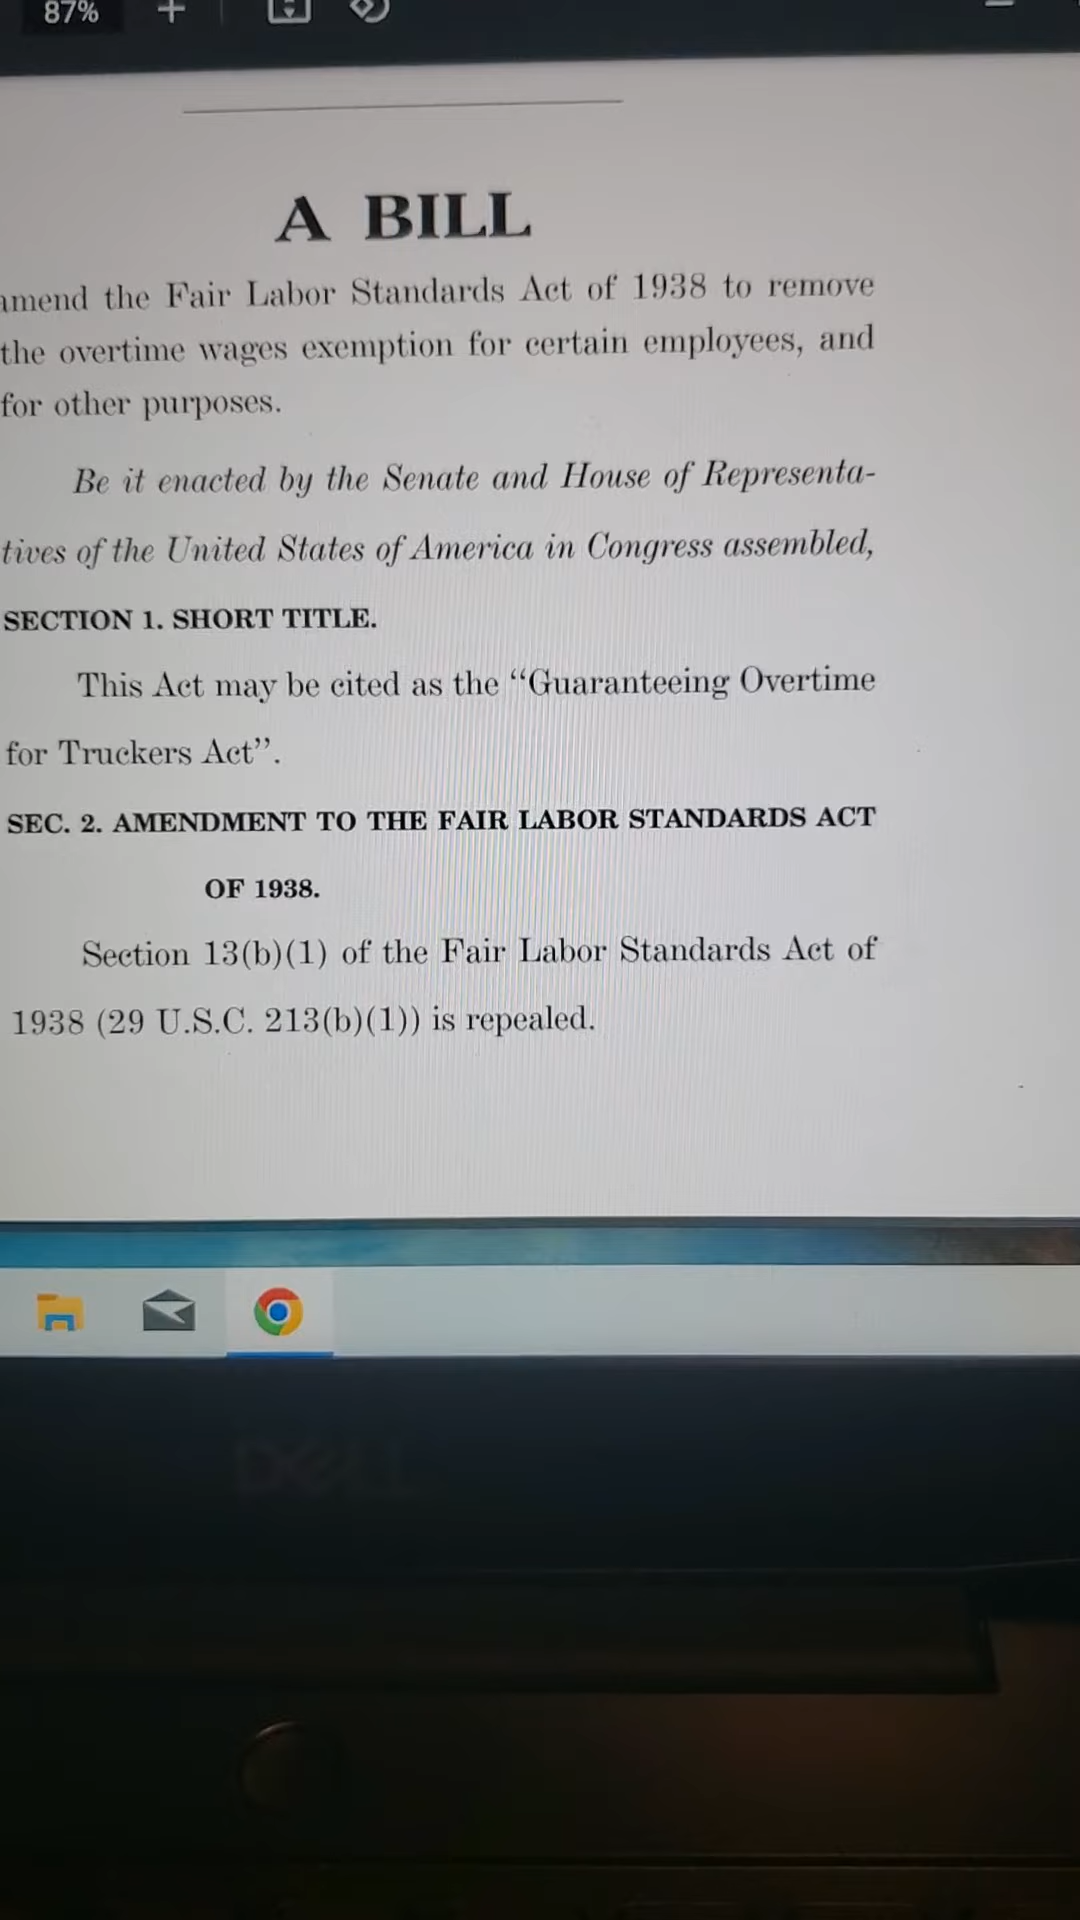 87%
A BILL
amend the Fair Labor Standards Act of 1938 to remove
the overtime wages exemption for certain employees, and
for other purposes.
Be it enacted by the Senate and House of Representa-
tives of the United States of America in Congress assembled,
SECTION 1. SHORT TITLE.
This Act may be cited as the “Guaranteeing Overtime
for Truckers Act”.
SEC. 2. AMENDMENT TO THE FAIR LABOR STANDARDS ACT
OF 1938.
Section 13(b)(1) of the Fair Labor Standards Act of
1938 (29 U.S.C. 213(b)(1)) is repealed.
DELL